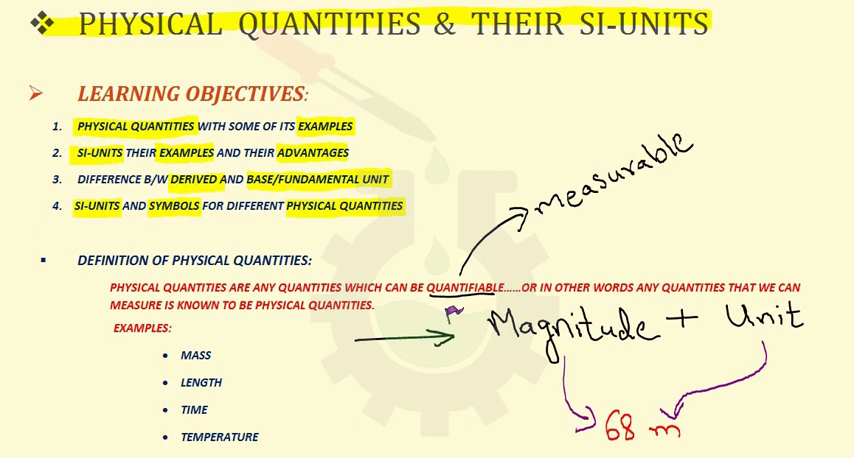 ❖ PHYSICAL QUANTITIES & THEIR SI-UNITS
➢ LEARNING OBJECTIVES:
1. PHYSICAL QUANTITIES WITH SOME OF ITS EXAMPLES
2. SI-UNITS THEIR EXAMPLES AND THEIR ADVANTAGES
3. DIFFERENCE B/W DERIVED AND BASE/FUNDAMENTAL UNIT
4. SI-UNITS AND SYMBOLS FOR DIFFERENT PHYSICAL QUANTITIES
measurable
▪ DEFINITION OF PHYSICAL QUANTITIES:
PHYSICAL QUANTITIES ARE ANY QUANTITIES WHICH CAN BE QUANTIFIABLE......OR IN OTHER WORDS ANY QUANTITIES THAT WE CAN
MEASURE IS KNOWN TO BE PHYSICAL QUANTITIES.
Magnitude + Unit
EXAMPLES:
• MASS
• LENGTH
• TIME
68 m
• TEMPERATURE